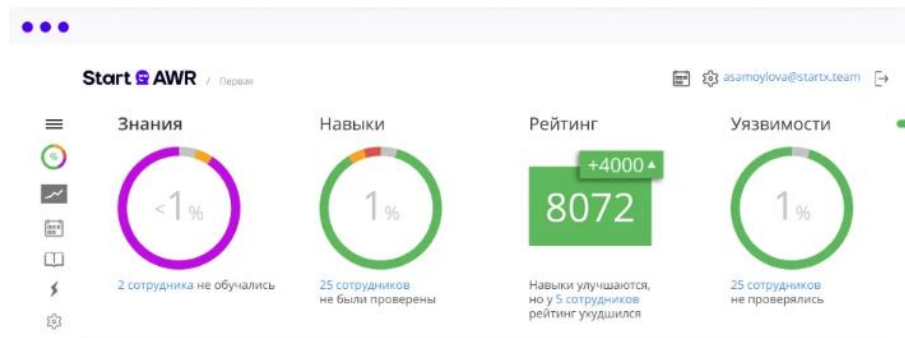 Start AWR / Первая
asamoylova@startx.team
Знания
<1%
2 сотрудника не обучались
Навыки
1%
25 сотрудников
не были проверены
Рейтинг
+4000
8072
Навыки улучшаются,
но у 5 сотрудников
рейтинг ухудшился
Уязвимости
1%
25 сотрудников
не проверялись
%